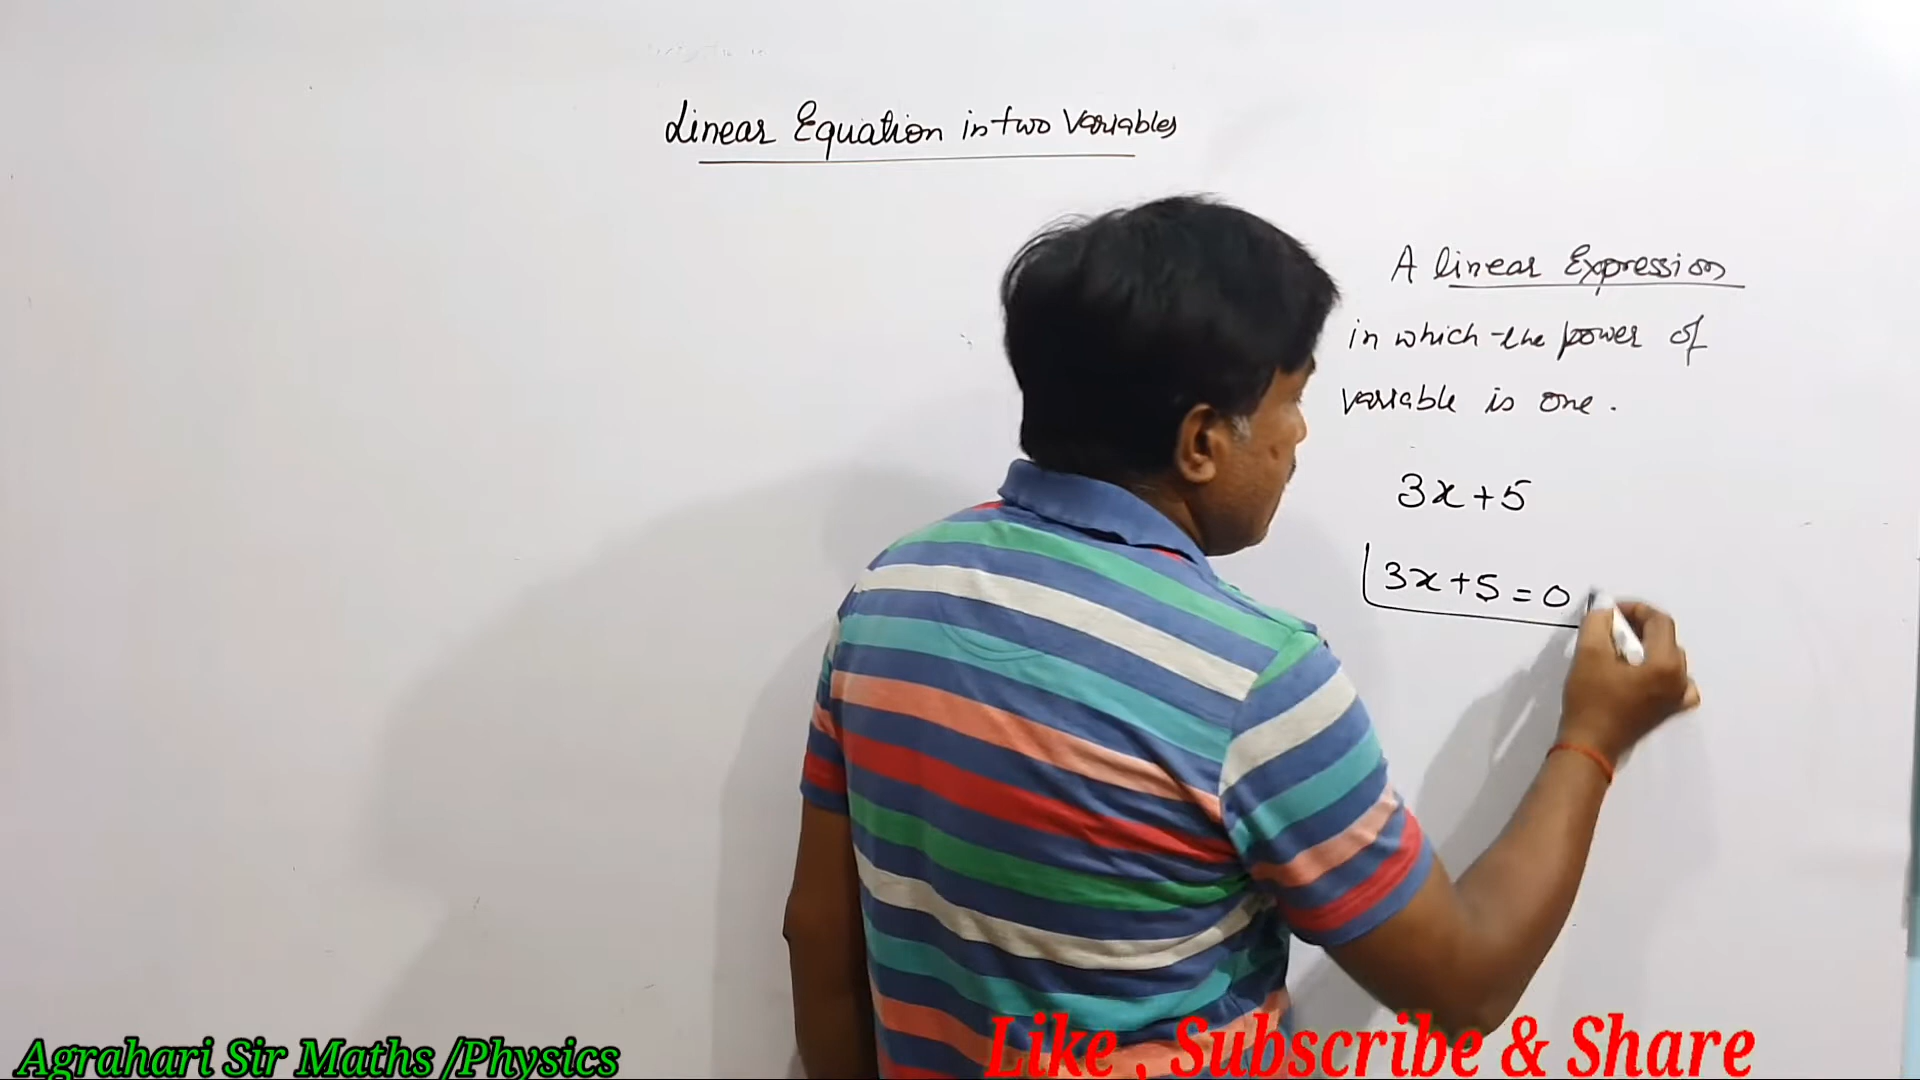 Linear Equation in two Variables
A linear Expression
in which the power of
variable is one.
3x+5
3x+5=0
Agrahari Sir Maths /Physics
Like , Subscribe & Share